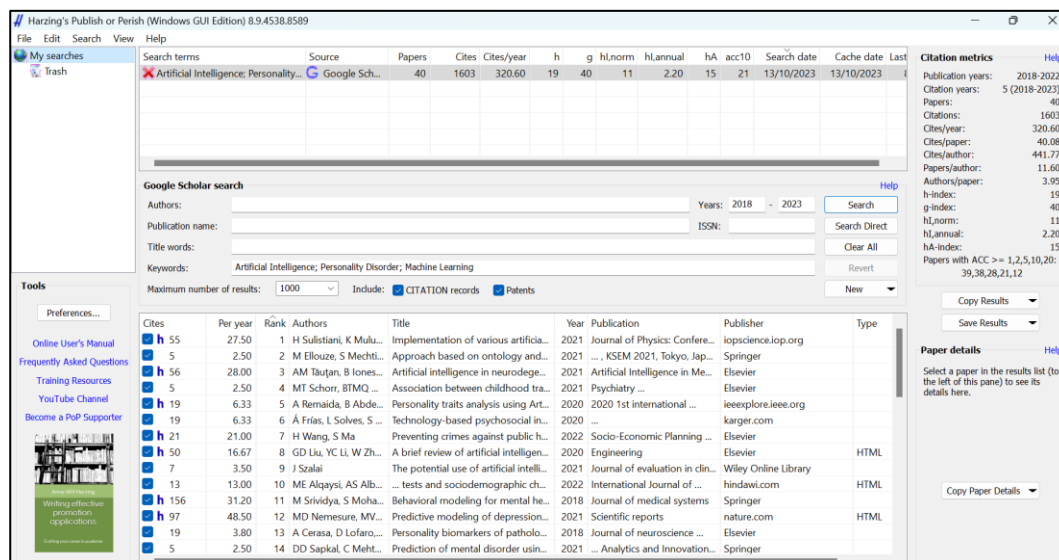 Harzing's Publish or Perish (Windows GUI Edition) 8.9.4538.8589
File Edit Search View Help
My searches
Trash
Search terms Source Papers Cites Cites/year h g hI,norm hI,annual hA acc10 Search date Cache date Last
Artificial Intelligence; Personality... Google Sch... 40 1603 320.60 19 40 11 2.20 15 21 13/10/2023 13/10/2023
Google Scholar search Help
Authors: Years: 2018 - 2023 Search
Publication name: ISSN: Search Direct
Title words: Clear All
Keywords: Artificial Intelligence; Personality Disorder; Machine Learning Revert
Maximum number of results: 1000 Include: CITATION records Patents New
Cites Per year Rank Authors Title Year Publication Publisher Type
h 55 27.50 1 H Sulistiani, K Mulu... Implementation of various artificia... 2021 Journal of Physics: Confere... iopscience.iop.org
5 2.50 2 M Ellouze, S Mechti... Approach based on ontology and... 2021 ... , KSEM 2021, Tokyo, Jap... Springer
h 56 28.00 3 AM Tăuţan, B Iones... Artificial intelligence in neurodege... 2021 Artificial Intelligence in Me... Elsevier
5 2.50 4 MT Schorr, BTMQ ... Association between childhood tra... 2021 Psychiatry ... Elsevier
h 19 6.33 5 A Remaida, B Abde... Personality traits analysis using Art... 2020 2020 1st international ... ieeexplore.ieee.org
19 6.33 6 Á Frías, L Solves, S ... Technology-based psychosocial in... 2020 ... karger.com
h 21 21.00 7 H Wang, S Ma Preventing crimes against public h... 2022 Socio-Economic Planning ... Elsevier
h 50 16.67 8 GD Liu, YC Li, W Zh... A brief review of artificial intelligen... 2020 Engineering Elsevier HTML
7 3.50 9 J Szalai The potential use of artificial intelli... 2021 Journal of evaluation in clin... Wiley Online Library
13 13.00 10 ME Alqaysi, AS Alb... ... tests and sociodemographic ch... 2022 International Journal of ... hindawi.com HTML
h 156 31.20 11 M Srividya, S Moha... Behavioral modeling for mental he... 2018 Journal of medical systems Springer
h 97 48.50 12 MD Nemesure, MV... Predictive modeling of depression... 2021 Scientific reports nature.com HTML
19 3.80 13 A Cerasa, D Lofaro,... Personality biomarkers of patholo... 2018 Journal of neuroscience ... Elsevier
5 2.50 14 DD Sapkal, C Meht... Prediction of mental disorder usin... 2021 ... Analytics and Innovation... Springer
Tools
Preferences...
Online User's Manual
Frequently Asked Questions
Training Resources
YouTube Channel
Become a PoP Supporter
Anne-Wil Harzing
Writing effective
promotion
applications
Crafting your career in academia
Citation metrics Help
Publication years: 2018-2022
Citation years: 5 (2018-2023)
Papers: 40
Citations: 1603
Cites/year: 320.60
Cites/paper: 40.08
Cites/author: 441.77
Papers/author: 11.60
Authors/paper: 3.95
h-index: 19
g-index: 40
hI,norm: 11
hI,annual: 2.20
hA-index: 15
Papers with ACC >= 1,2,5,10,20:
39,38,28,21,12
Copy Results
Save Results
Paper details Help
Select a paper in the results list (to
the left of this pane) to see its
details here.
Copy Paper Details